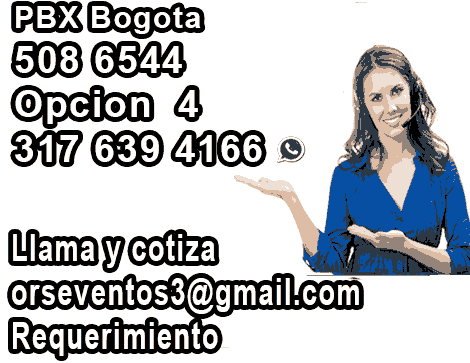 PBX Bogota
508 6544
Opcion 4
317 639 4166
Llama y cotiza
orseventos3@gmail.com
Requerimiento